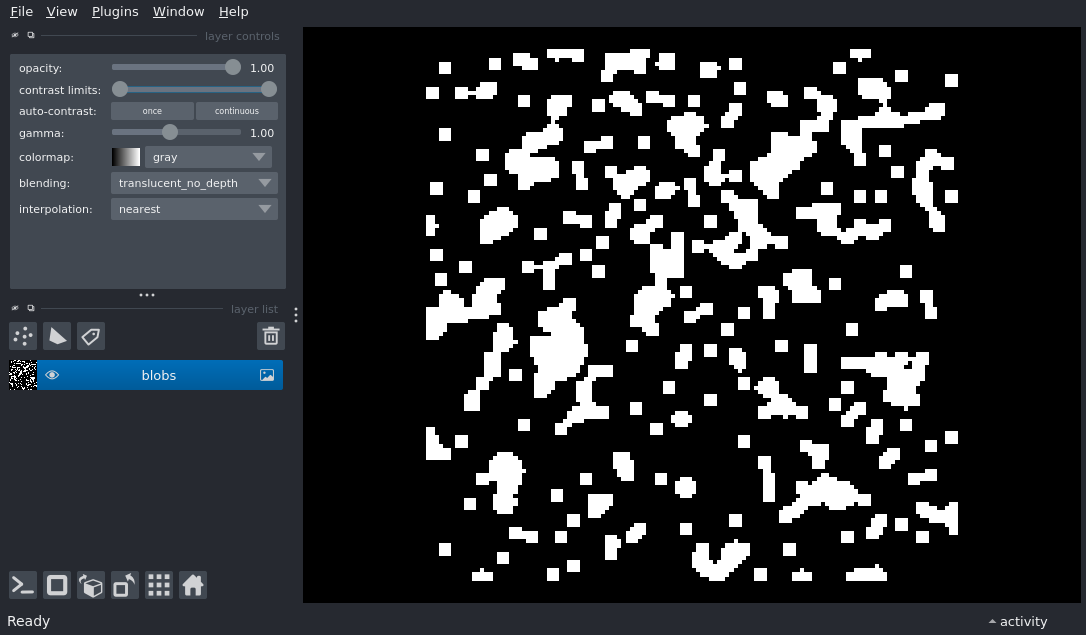 File View Plugins Window Help
layer controls
opacity: 1.00
contrast limits:
auto-contrast: once continuous
gamma: 1.00
colormap: gray
blending: translucent_no_depth
interpolation: nearest
layer list
blobs
Ready activity